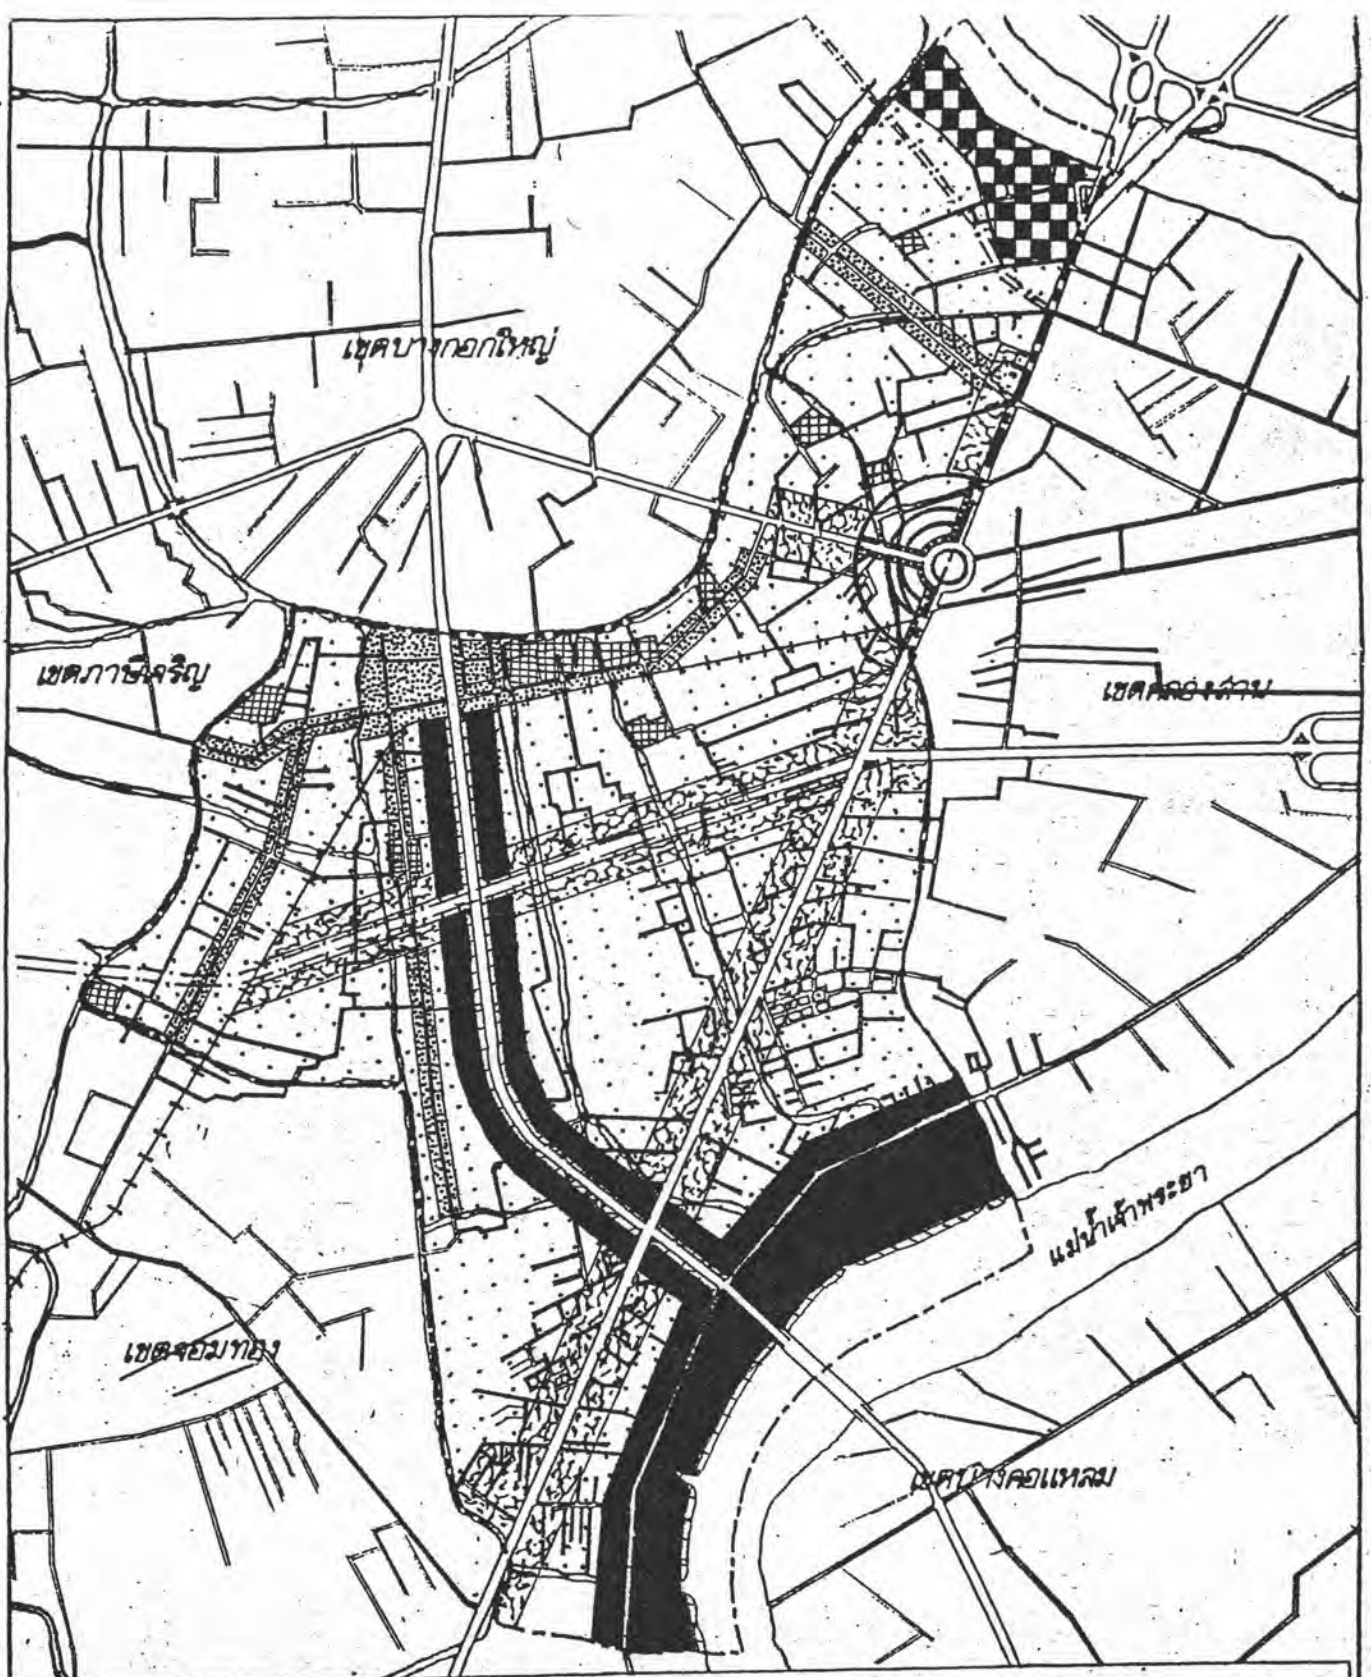 เขตบางกอกใหญ่
เขตภาษีเจริญ
เขตคลองสาน
แม่น้ำเจ้าพระยา
เขตจอมทอง
เขตบางคอแหลม